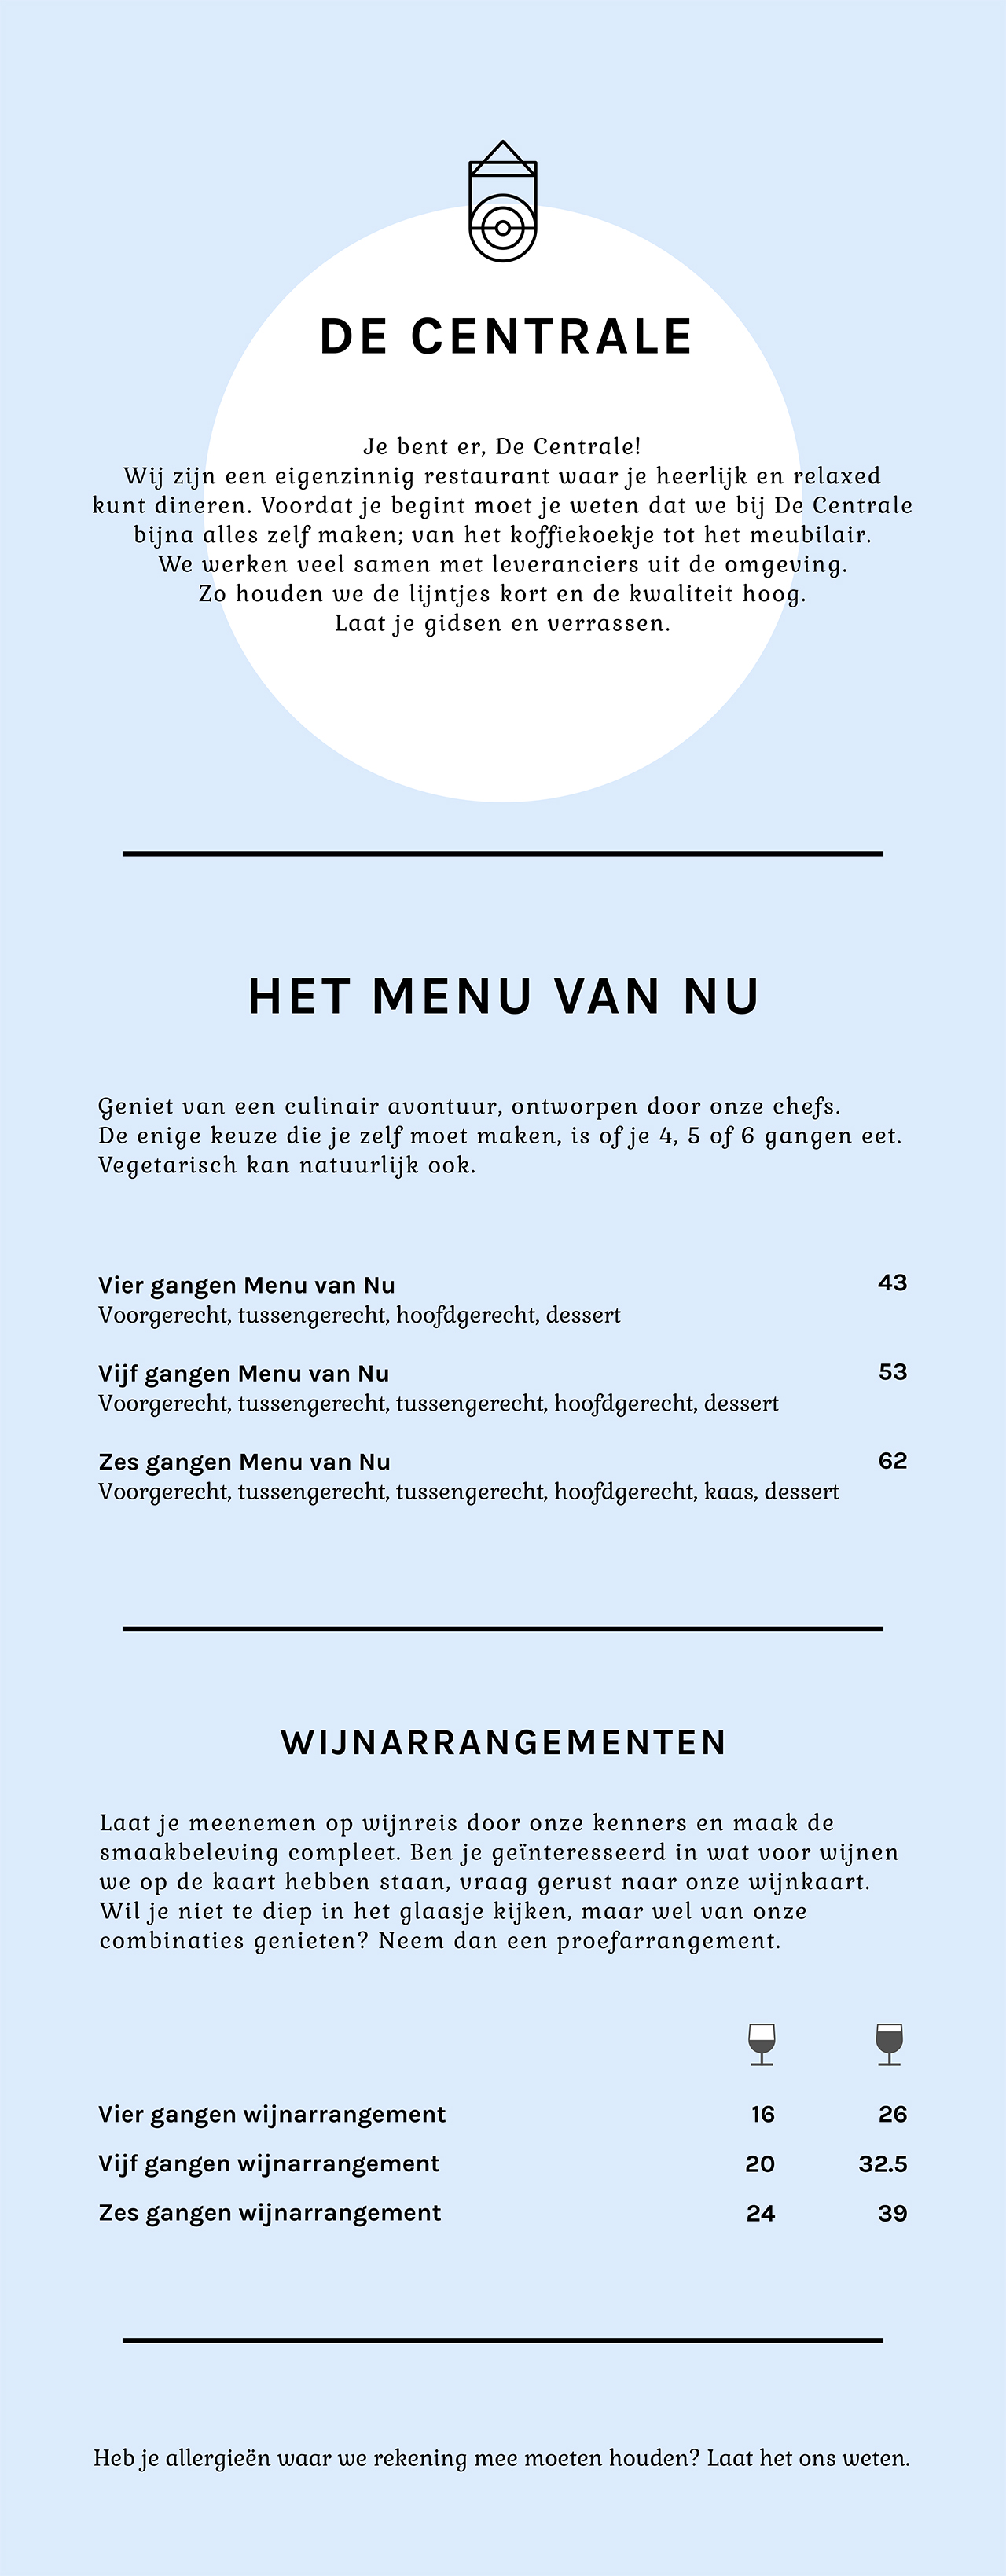 DE CENTRALE
Je bent er, De Centrale!
Wij zijn een eigenzinnig restaurant waar je heerlijk en relaxed
kunt dineren. Voordat je begint moet je weten dat we bij De Centrale
bijna alles zelf maken; van het koffiekoekje tot het meubilair.
We werken veel samen met leveranciers uit de omgeving.
Zo houden we de lijntjes kort en de kwaliteit hoog.
Laat je gidsen en verrassen.
HET MENU VAN NU
Geniet van een culinair avontuur, ontworpen door onze chefs.
De enige keuze die je zelf moet maken, is of je 4, 5 of 6 gangen eet.
Vegetarisch kan natuurlijk ook.
Vier gangen Menu van Nu 43
Voorgerecht, tussengerecht, hoofdgerecht, dessert
Vijf gangen Menu van Nu 53
Voorgerecht, tussengerecht, tussengerecht, hoofdgerecht, dessert
Zes gangen Menu van Nu 62
Voorgerecht, tussengerecht, tussengerecht, hoofdgerecht, kaas, dessert
WIJNARRANGEMENTEN
Laat je meenemen op wijnreis door onze kenners en maak de
smaakbeleving compleet. Ben je geïnteresseerd in wat voor wijnen
we op de kaart hebben staan, vraag gerust naar onze wijnkaart.
Wil je niet te diep in het glaasje kijken, maar wel van onze
combinaties genieten? Neem dan een proefarrangement.
Vier gangen wijnarrangement 16 26
Vijf gangen wijnarrangement 20 32.5
Zes gangen wijnarrangement 24 39
Heb je allergieën waar we rekening mee moeten houden? Laat het ons weten.